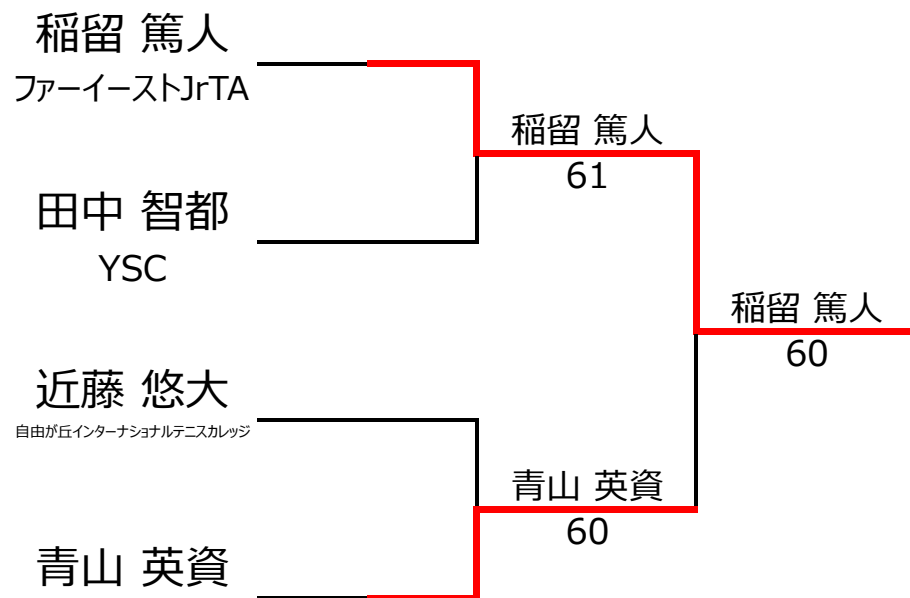 稲留 篤人
ファーイーストJrTA
稲留 篤人
61
田中 智都
YSC
稲留 篤人
60
近藤 悠大
自由が丘インターナショナルテニスカレッジ
青山 英資
60
青山 英資